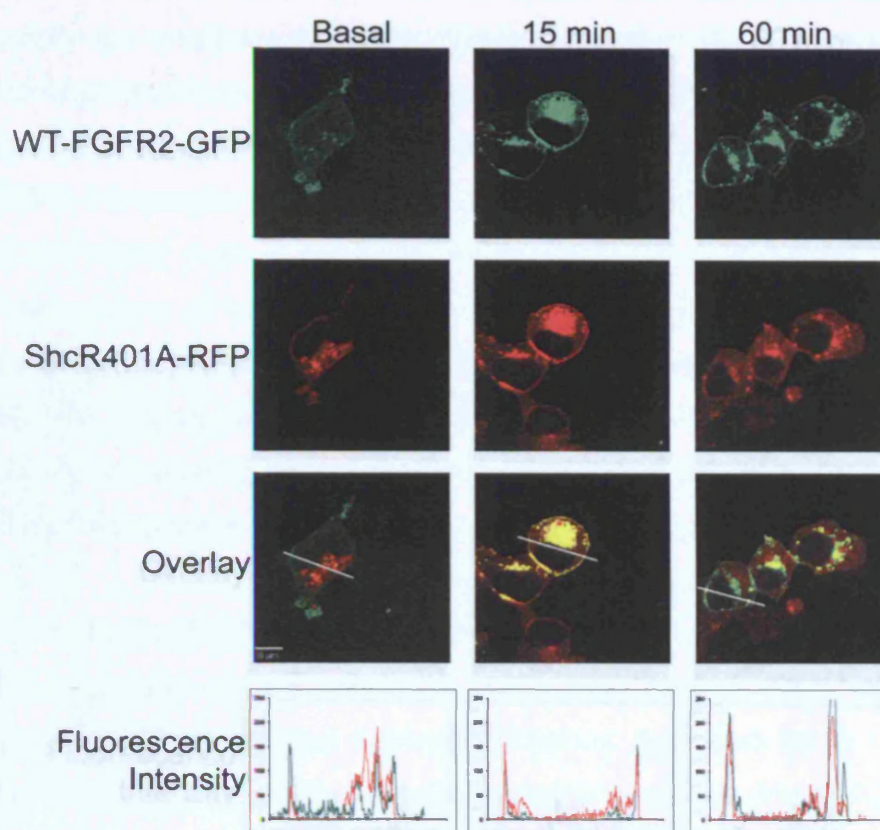 Basal 15 min 60 min
WT-FGFR2-GFP
ShcR401A-RFP
Overlay
Fluorescence
Intensity